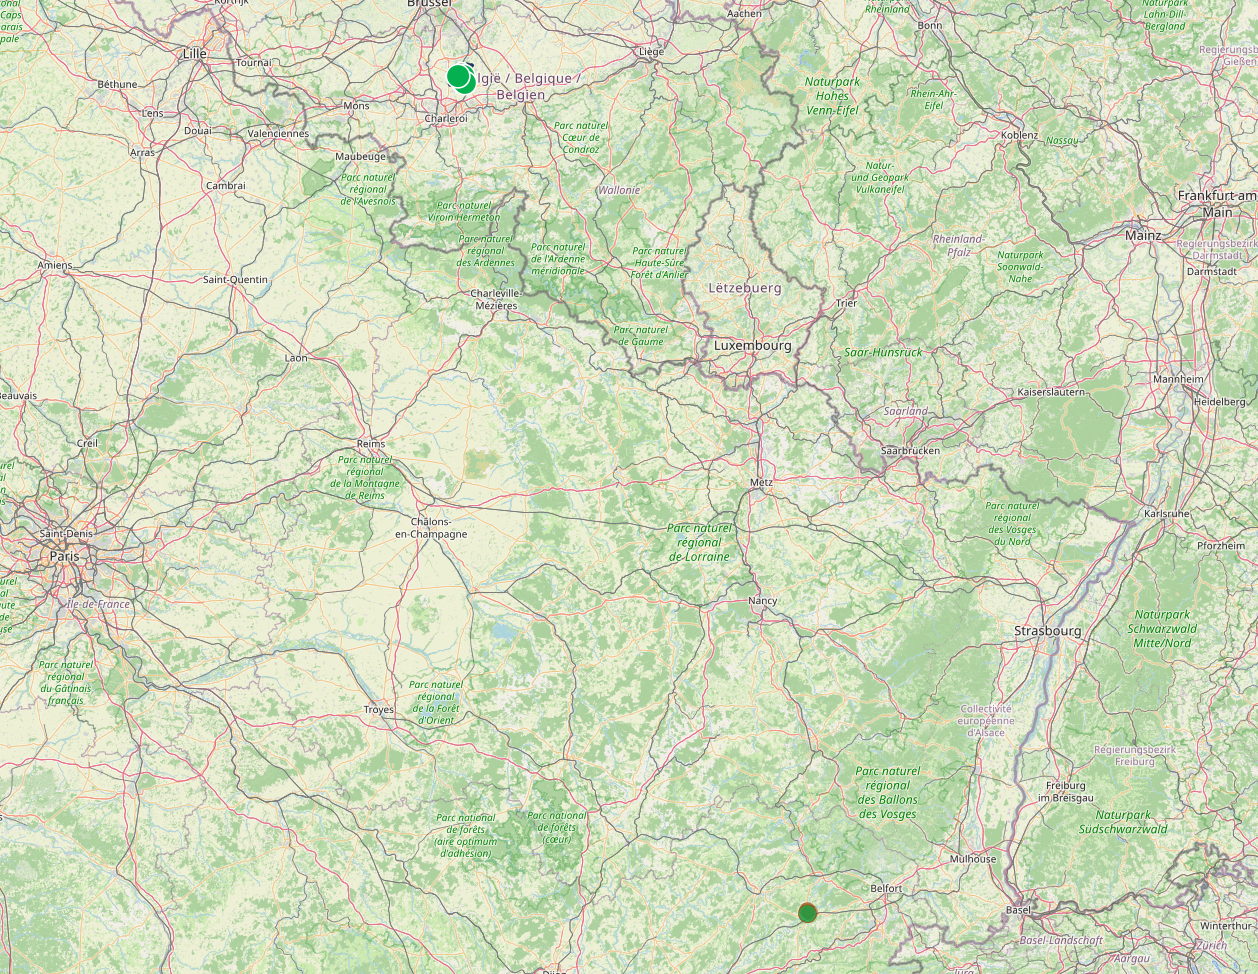 Bruxelles
Aachen
Bonn
Rheinland
Naturpark
Lahn-Dill-
Bergland
Lille
Tournai
Liège
Regierungsbezirk
Gießen
Béthune
Mons
lgië / Belgique /
Belgien
Naturpark
Hohes
Venn-Eifel
Rhein-Ahr-
Eifel
Lens
Charleroi
Douai
Valenciennes
Parc naturel
Cœur de
Condroz
Koblenz
Nassau
Arras
Maubeuge
Natur-
und Geopark
Vulkaneifel
Cambrai
Parc naturel
régional
de l'Avesnois
Wallonie
Frankfurt am
Main
Parc naturel
Viroin Hermeton
Parc naturel
régional
des Ardennes
Parc naturel
de l'Ardenne
méridionale
Parc naturel
Haute-Sûre
Forêt d'Anlier
Rheinland-
Pfalz
Mainz
Regierungsbezirk
Darmstadt
Amiens
Saint-Quentin
Naturpark
Soonwald-
Nahe
Darmstadt
Charleville-
Mézières
Lëtzebuerg
Trier
Parc naturel
de Gaume
Luxembourg
Saar-Hunsrück
Laon
Mannheim
Beauvais
Kaiserslautern
Heidelberg
Saarland
Creil
Reims
Saarbrücken
Parc naturel
régional
de la Montagne
de Reims
Metz
Saint-Denis
Châlons-
en-Champagne
Parc naturel
régional
de Lorraine
Parc naturel
régional
des Vosges
du Nord
Karlsruhe
Paris
Pforzheim
Île-de-France
Nancy
Strasbourg
Naturpark
Schwarzwald
Mitte/Nord
Parc naturel
régional
du Gâtinais
français
Parc naturel
régional
de la Forêt
d'Orient
Troyes
Collectivité
européenne
d'Alsace
Regierungsbezirk
Freiburg
Parc naturel
régional
des Ballons
des Vosges
Freiburg
im Breisgau
Parc national
de forêts
(aire optimum
d'adhésion)
Parc national
de forêts
(cœur)
Naturpark
Südschwarzwald
Mulhouse
Belfort
Basel
Winterthur
Basel-Landschaft
Zürich
Aargau
Dijon
Jura